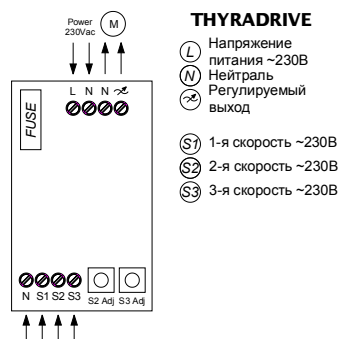 THYRADRIVE
Power
230Vac
M
L N N
FUSE
N S1 S2 S3
S2 Adj S3 Adj
L Напряжение
питания ~230В
N Нейтраль
Регулируемый
выход
S1 1-я скорость ~230В
S2 2-я скорость ~230В
S3 3-я скорость ~230В